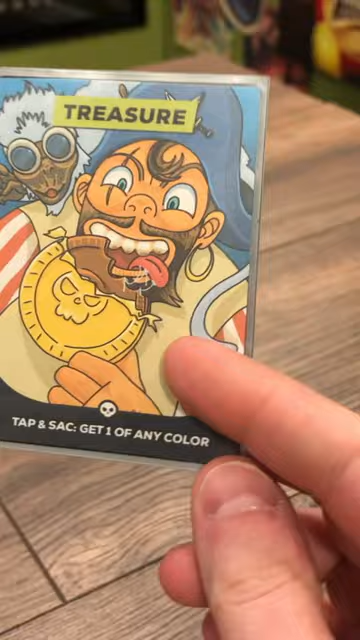 TREASURE
TAP & SAC: GET 1 OF ANY COLOR